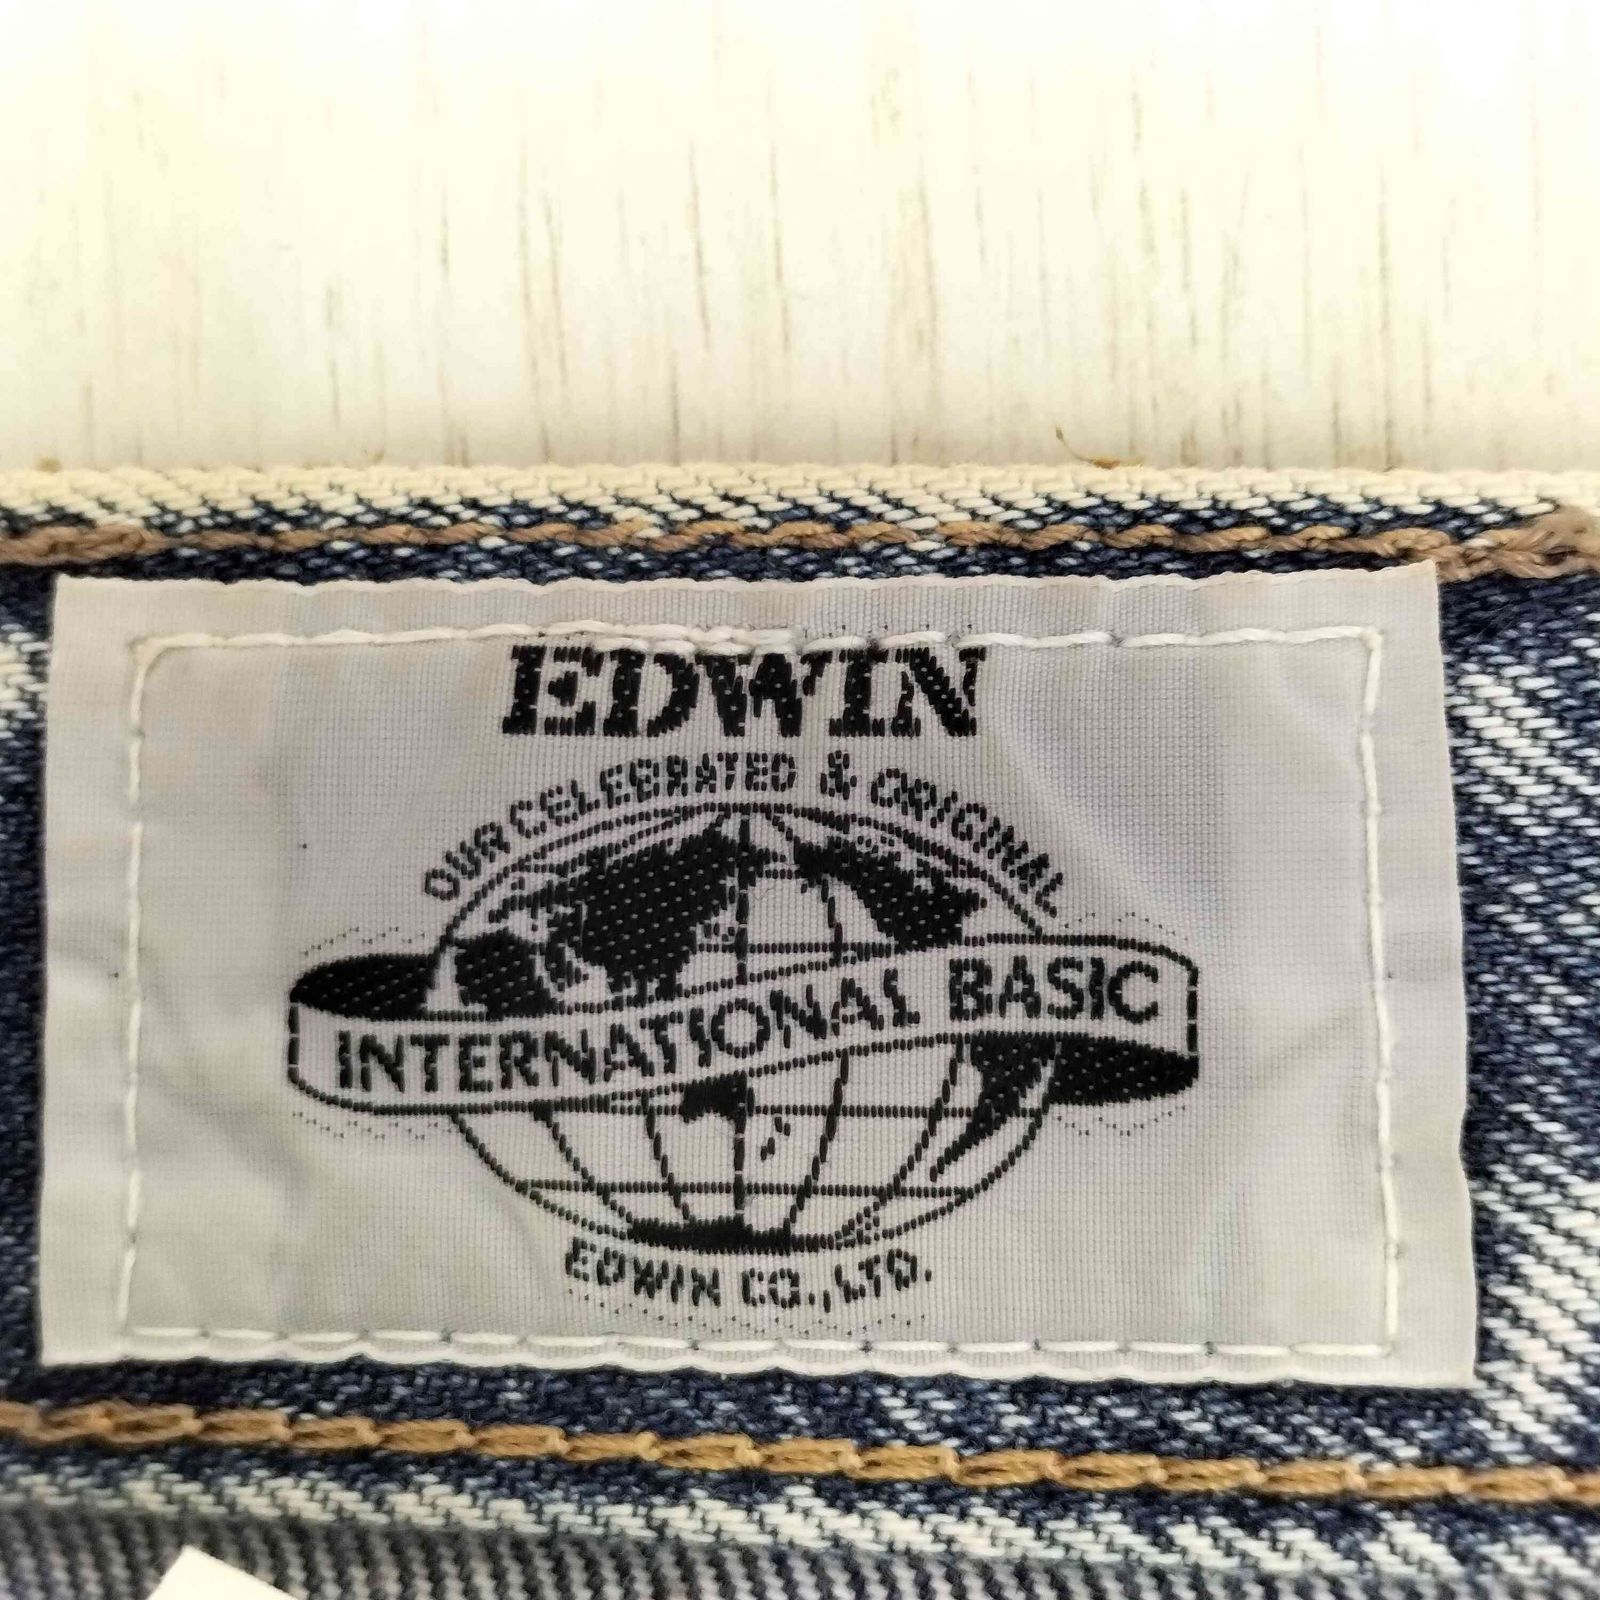 EDWIN
OUR CELEBRATED & ORIGINAL
INTERNATIONAL BASIC
EDWIN CO., LTD.